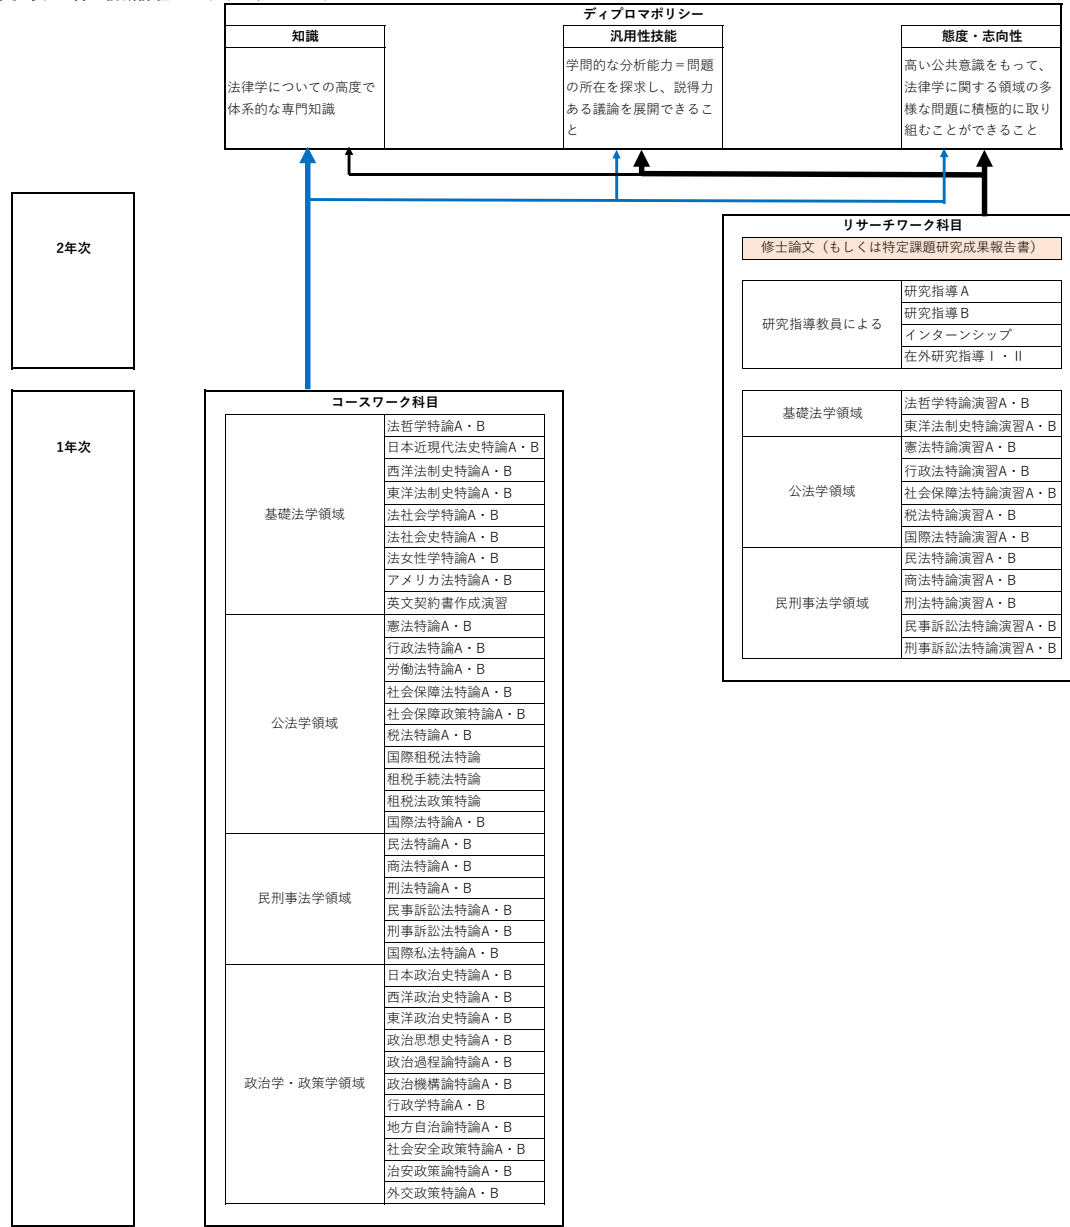 ディプロマポリシー
知識
汎用性技能
態度・志向性
法律学についての高度で
体系的な専門知識
学問的な分析能力＝問題
の所在を探求し、説得力
ある議論を展開できるこ
と
高い公共意識をもって、
法律学に関する領域の多
様な問題に積極的に取り
組むことができること
2年次
リサーチワーク科目
修士論文（もしくは特定課題研究成果報告書）
研究指導教員による
研究指導Ａ
研究指導Ｂ
インターンシップ
在外研究指導Ⅰ・Ⅱ
基礎法学領域
法哲学特論演習A・B
東洋法制史特論演習A・B
公法学領域
憲法特論演習A・B
行政法特論演習A・B
社会保障法特論演習A・B
税法特論演習A・B
国際法特論演習A・B
民刑事法学領域
民法特論演習A・B
商法特論演習A・B
刑法特論演習A・B
民事訴訟法特論演習A・B
刑事訴訟法特論演習A・B
1年次
コースワーク科目
基礎法学領域
法哲学特論A・B
日本近現代法史特論A・B
西洋法制史特論A・B
東洋法制史特論A・B
法社会学特論A・B
法社会史特論A・B
法女性学特論A・B
アメリカ法特論A・B
英文契約書作成演習
公法学領域
憲法特論A・B
行政法特論A・B
労働法特論A・B
社会保障法特論A・B
社会保障政策特論A・B
税法特論A・B
国際租税法特論
租税手続法特論
租税法政策特論
国際法特論A・B
民刑事法学領域
民法特論A・B
商法特論A・B
刑法特論A・B
民事訴訟法特論A・B
刑事訴訟法特論A・B
国際私法特論A・B
政治学・政策学領域
日本政治史特論A・B
西洋政治史特論A・B
東洋政治史特論A・B
政治思想史特論A・B
政治過程論特論A・B
政治機構論特論A・B
行政学特論A・B
地方自治論特論A・B
社会安全政策特論A・B
治安政策論特論A・B
外交政策特論A・B